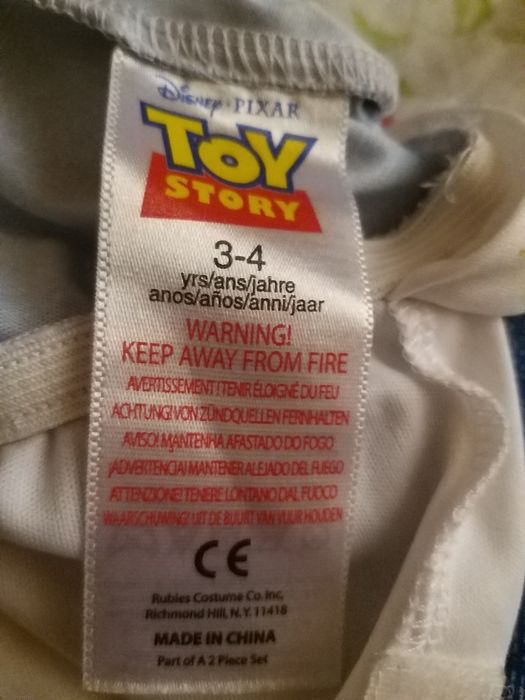 Disney · PIXAR
TOY
STORY
3-4
yrs/ans/jahre
anos/años/anni/jaar
WARNING!
KEEP AWAY FROM FIRE
AVERTISSEMENT! TENIR ÉLOIGNÉ DU FEU
ACHTUNG! VON ZÜNDQUELLEN FERNHALTEN
AVISO! MANTENHA AFASTADO DO FOGO
¡ADVERTENCIA! MANTENER ALEJADO DEL FUEGO
ATTENZIONE! TENERE LONTANO DAL FUOCO
WAARSCHUWING! UIT DE BUURT VAN VUUR HOUDEN
CE
Rubies Costume Co. Inc,
Richmond Hill, N.Y. 11418
MADE IN CHINA
Part of A 2 Piece Set